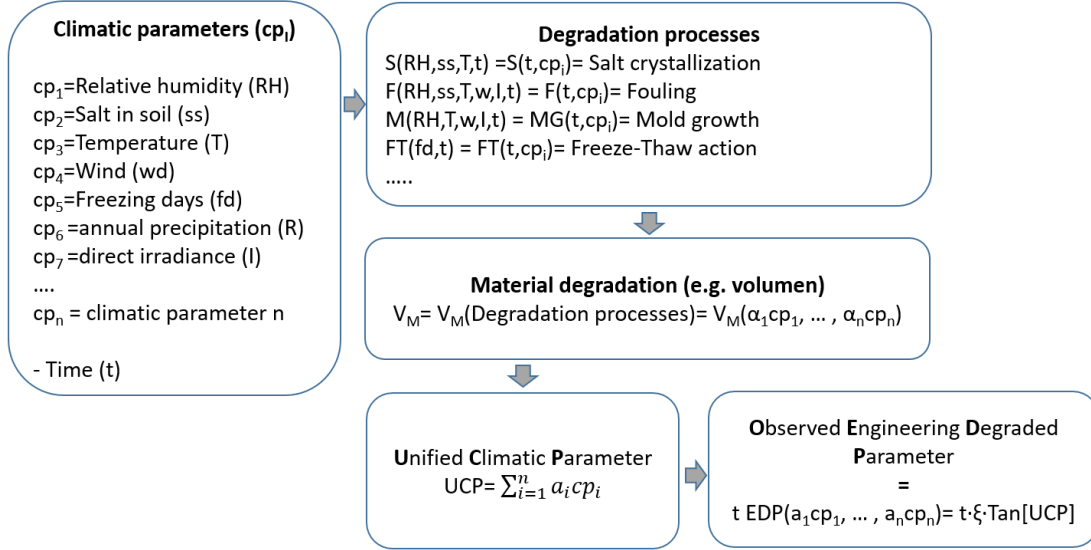 Climatic parameters (cpᵢ)
cp₁=Relative humidity (RH)
cp₂=Salt in soil (ss)
cp₃=Temperature (T)
cp₄=Wind (wd)
cp₅=Freezing days (fd)
cp₆=annual precipitation (R)
cp₇=direct irradiance (I)
....
cpₙ = climatic parameter n
- Time (t)
Degradation processes
S(RH,ss,T,t) =S(t,cpᵢ)= Salt crystallization
F(RH,ss,T,w,I,t) = F(t,cpᵢ)= Fouling
M(RH,T,w,I,t) = MG(t,cpᵢ)= Mold growth
FT(fd,t) = FT(t,cpᵢ)= Freeze-Thaw action
.....
Material degradation (e.g. volumen)
V_M= V_M(Degradation processes)= V_M(α₁cp₁, ... , αₙcpₙ)
Unified Climatic Parameter
UCP= ∑ⁿᵢ₌₁ aᵢcpᵢ
Observed Engineering Degraded
Parameter
=
t EDP(a₁cp₁, ... , aₙcpₙ)= t·ξ·Tan[UCP]